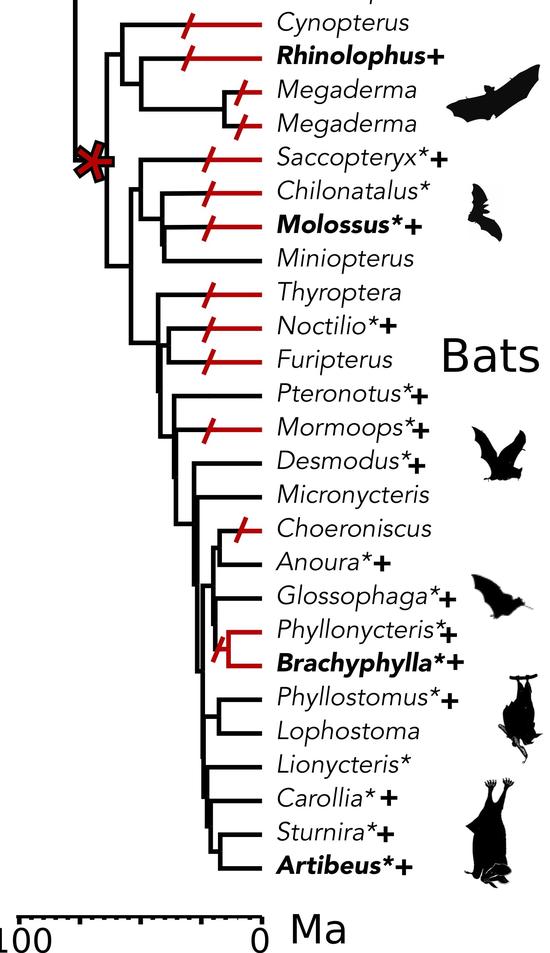 Cynopterus
Rhinolophus+
Megaderma
Megaderma
Saccopteryx*+
Chilonatalus*
Molossus*+
Miniopterus
Thyroptera
Noctilio*+
Furipterus
Bats
Pteronotus*+
Mormoops*+
Desmodus*+
Micronycteris
Choeroniscus
Anoura*+
Glossophaga*+
Phyllonycteris*+
Brachyphylla*+
Phyllostomus*+
Lophostoma
Lionycteris*
Carollia*+
Sturnira*+
Artibeus*+
100 0 Ma